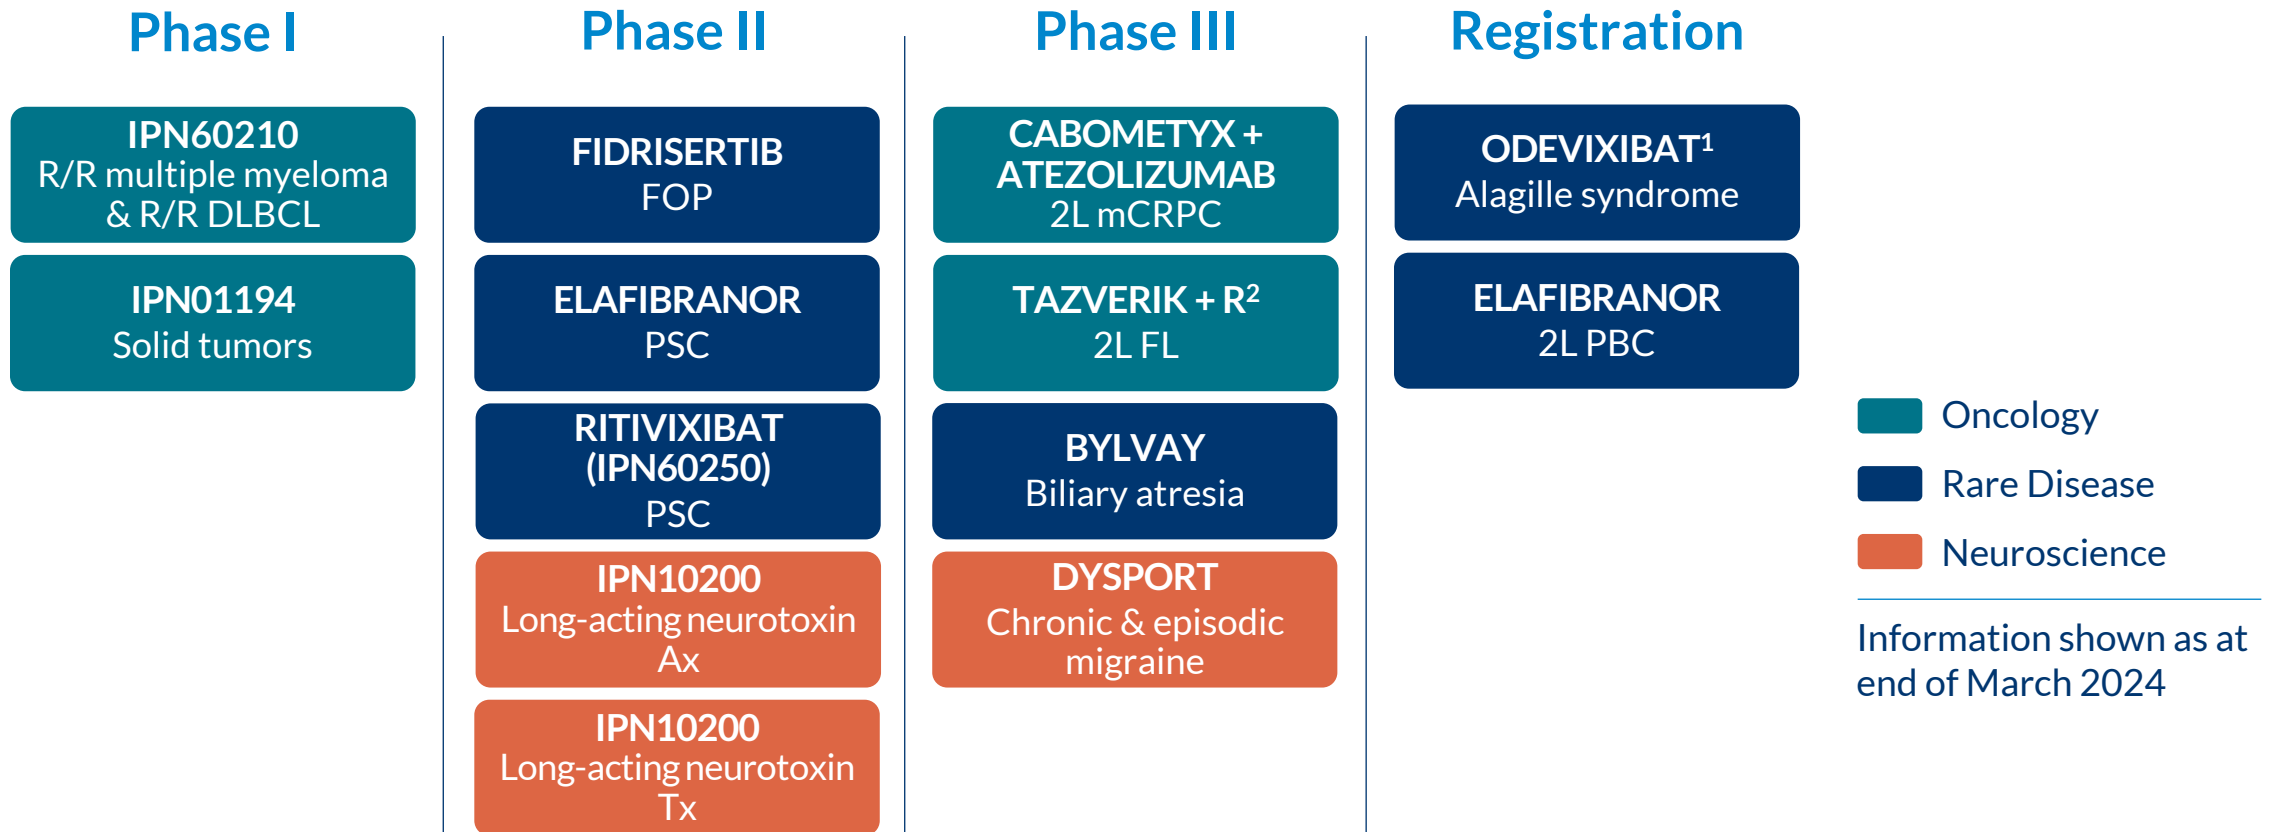 Phase I
IPN60210
R/R multiple myeloma
& R/R DLBCL
IPN01194
Solid tumors
Phase II
FIDRISERTIB
FOP
ELAFIBRANOR
PSC
RITIVIXIBAT
(IPN60250)
PSC
IPN10200
Long-acting neurotoxin
Ax
IPN10200
Long-acting neurotoxin
Tx
Phase III
CABOMETYX +
ATEZOLIZUMAB
2L mCRPC
TAZVERIK + R²
2L FL
BYLVAY
Biliary atresia
DYSPORT
Chronic & episodic
migraine
Registration
ODEVIXIBAT¹
Alagille syndrome
ELAFIBRANOR
2L PBC
Oncology
Rare Disease
Neuroscience
Information shown as at
end of March 2024